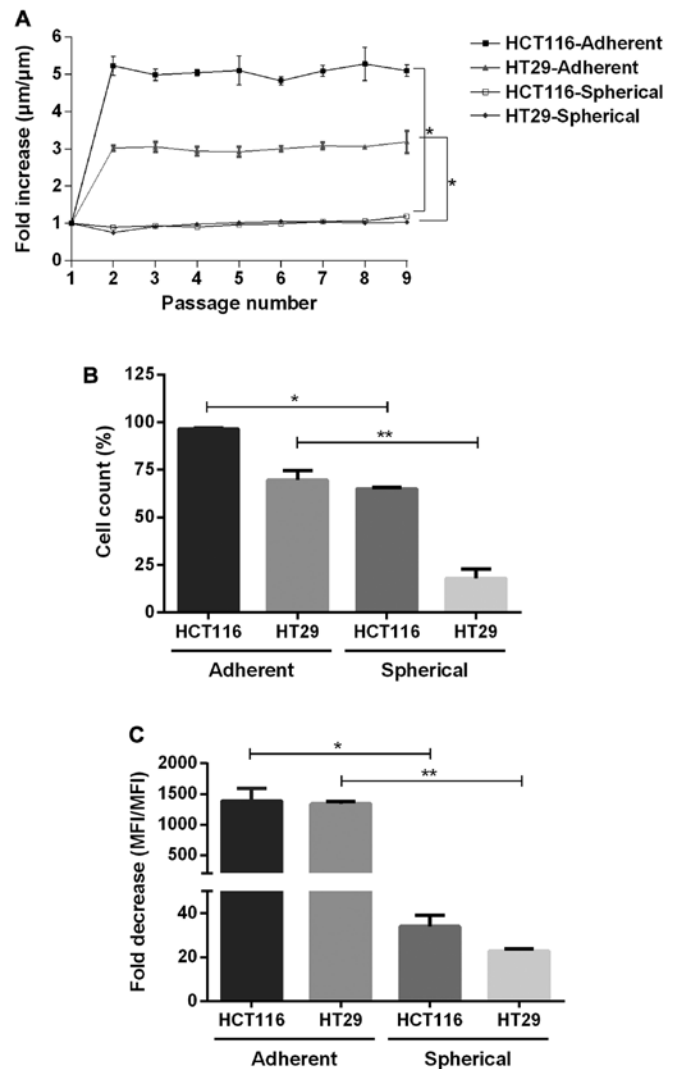 A
Fold increase (µm/µm)
6
5
4
3
2
1
0
1 2 3 4 5 6 7 8 9
Passage number
HCT116-Adherent
HT29-Adherent
HCT116-Spherical
HT29-Spherical
*
*
B
Cell count (%)
125
100
75
50
25
0
*
**
HCT116 HT29 HCT116 HT29
Adherent Spherical
C
Fold decrease (MFI/MFI)
2000
1500
1000
500
40
20
0
*
**
HCT116 HT29 HCT116 HT29
Adherent Spherical